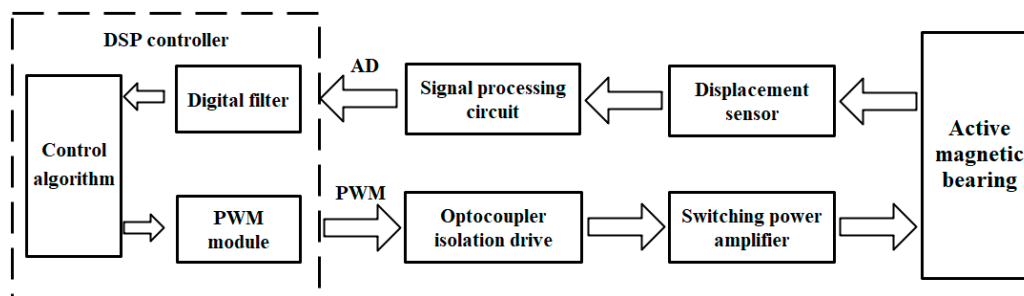 DSP controller
Control
algorithm
Digital filter
AD
Signal processing
circuit
Displacement
sensor
Active
magnetic
bearing
PWM
module
PWM
Optocoupler
isolation drive
Switching power
amplifier